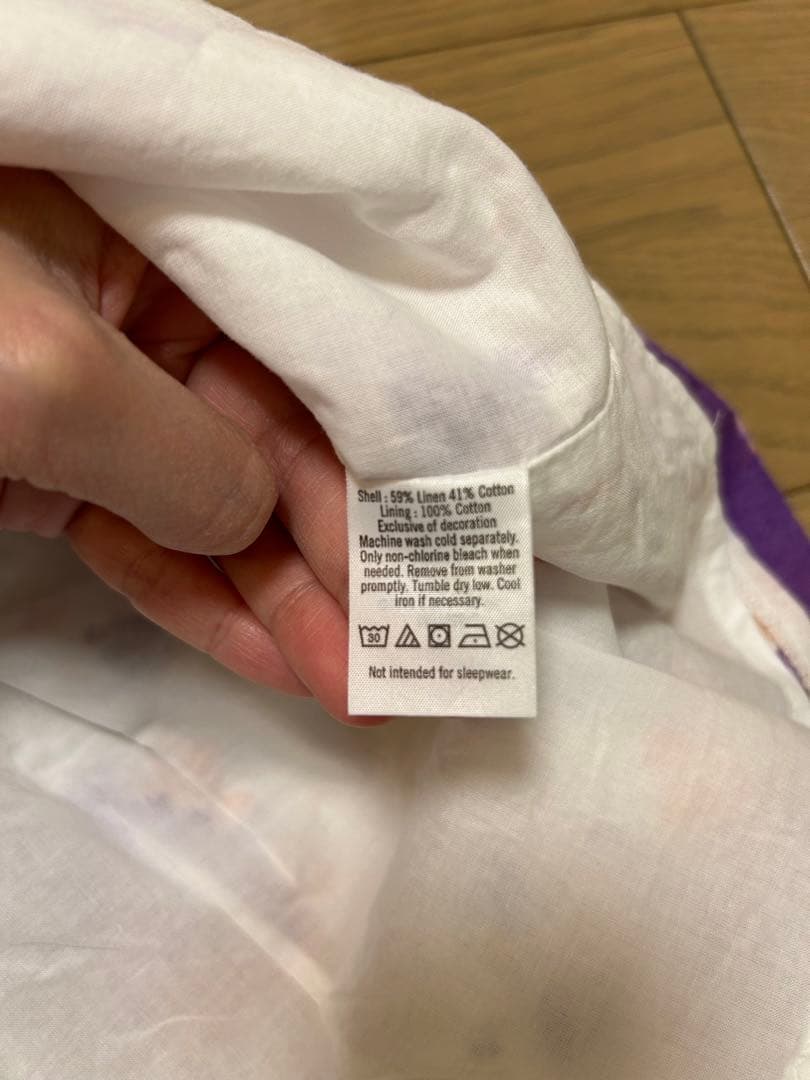 Shell : 59% Linen 41% Cotton
Lining : 100% Cotton
Exclusive of decoration
Machine wash cold separately.
Only non-chlorine bleach when
needed. Remove from washer
promptly. Tumble dry low. Cool
iron if necessary.
30
Not intended for sleepwear.